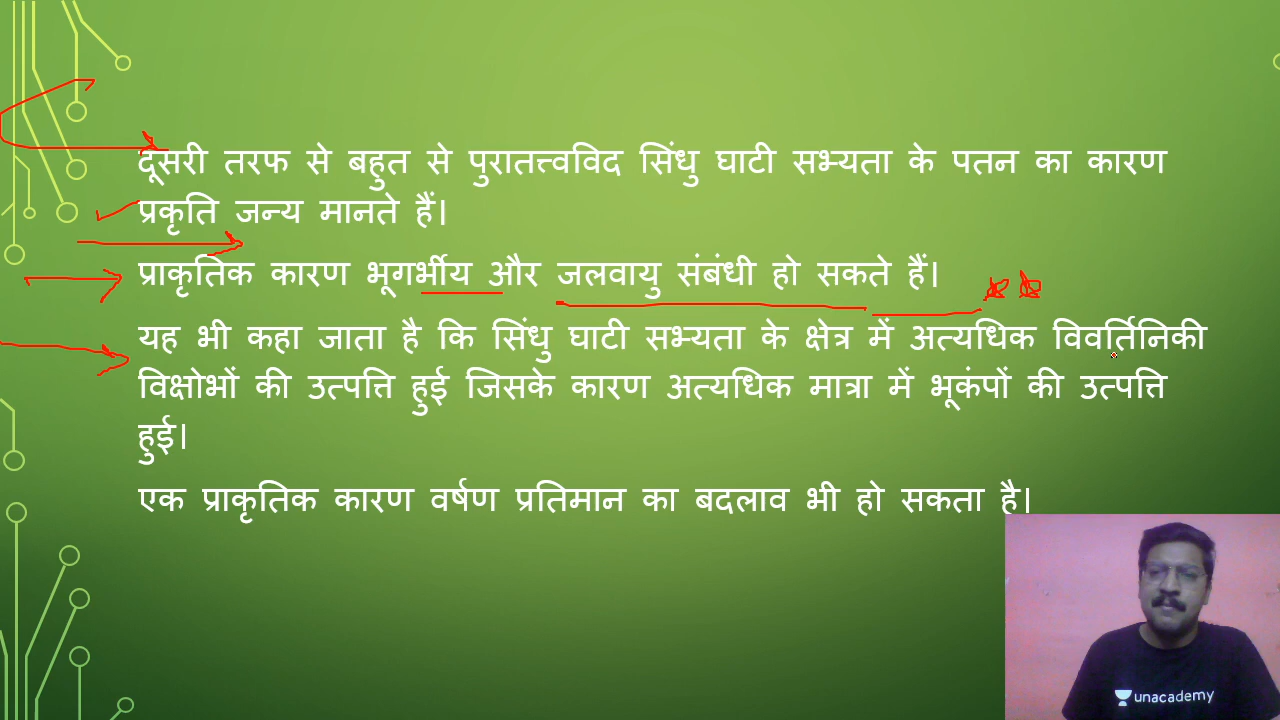 दूसरी तरफ से बहुत से पुरातत्त्वविद सिंधु घाटी सभ्यता के पतन का कारण
प्रकृति जन्य मानते हैं।
प्राकृतिक कारण भूगर्भीय और जलवायु संबंधी हो सकते हैं।
यह भी कहा जाता है कि सिंधु घाटी सभ्यता के क्षेत्र में अत्यधिक विवर्तिनिकी
विक्षोभों की उत्पत्ति हुई जिसके कारण अत्यधिक मात्रा में भूकंपों की उत्पत्ति
हुई।
एक प्राकृतिक कारण वर्षण प्रतिमान का बदलाव भी हो सकता है।
unacademy